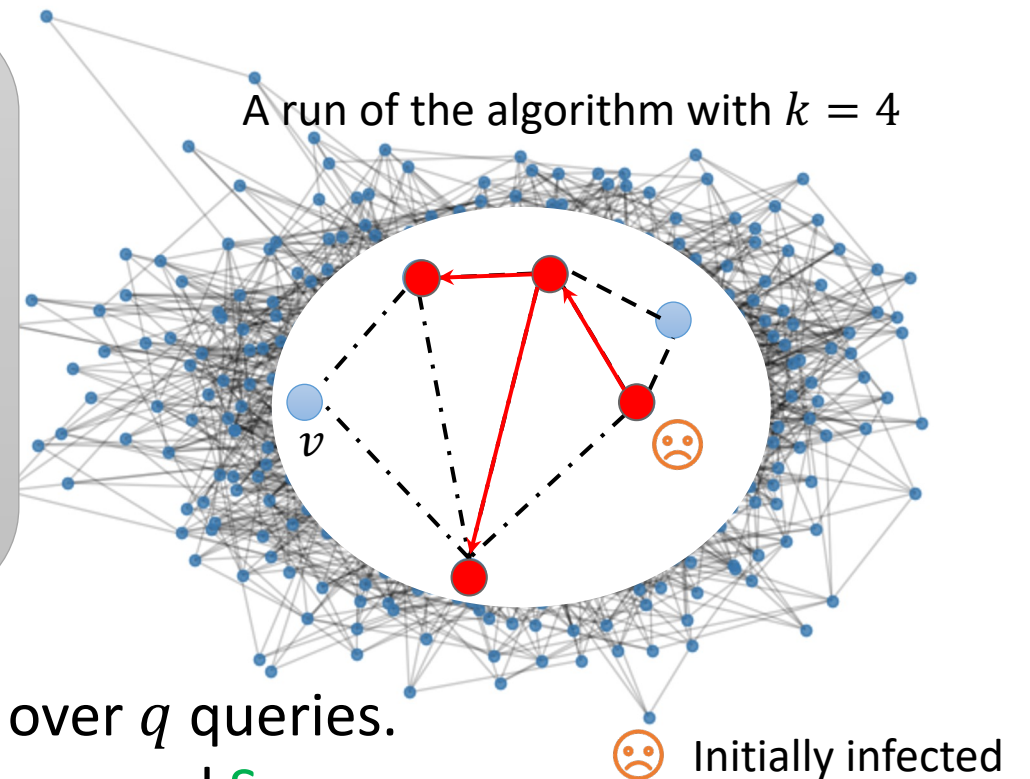 A run of the algorithm with k = 4
v
over q queries.
Initially infected